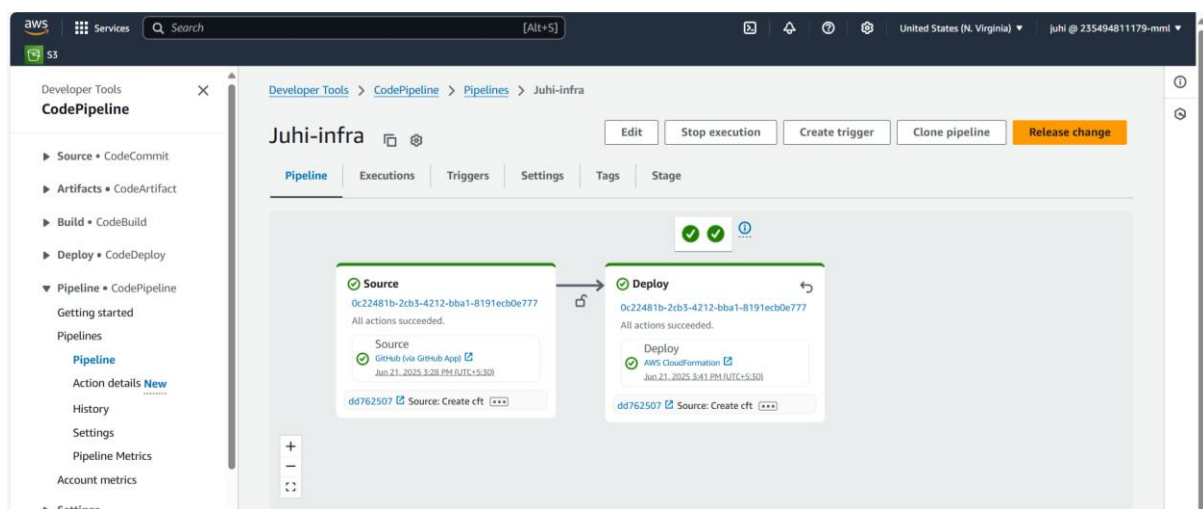 aws
Services
Search
[Alt+S]
United States (N. Virginia) ▼
juhi @ 235494811179-mml ▼
S3
Developer Tools
CodePipeline
Source • CodeCommit
Artifacts • CodeArtifact
Build • CodeBuild
Deploy • CodeDeploy
Pipeline • CodePipeline
Getting started
Pipelines
Pipeline
Action details New
History
Settings
Pipeline Metrics
Account metrics
Settings
Developer Tools > CodePipeline > Pipelines > Juhi-infra
Juhi-infra
Edit
Stop execution
Create trigger
Clone pipeline
Release change
Pipeline
Executions
Triggers
Settings
Tags
Stage
Source
0c22481b-2cb3-4212-bba1-8191ecb0e777
All actions succeeded.
Source
GitHub (via GitHub App)
Jun 21, 2025 3:28 PM (UTC+5:30)
dd762507 Source: Create cft
Deploy
0c22481b-2cb3-4212-bba1-8191ecb0e777
All actions succeeded.
Deploy
AWS CloudFormation
Jun 21, 2025 3:41 PM (UTC+5:30)
dd762507 Source: Create cft